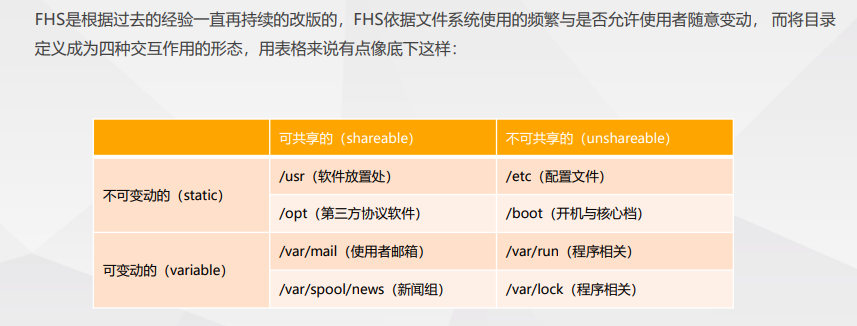 FHS是根据过去的经验一直再持续的改版的，FHS依据文件系统使用的频繁与是否允许使用者随意变动， 而将目录
定义成为四种交互作用的形态，用表格来说有点像底下这样：
可共享的（shareable） 不可共享的（unshareable）
不可变动的（static） /usr（软件放置处） /etc（配置文件）
/opt（第三方协议软件） /boot（开机与核心档）
可变动的（variable） /var/mail（使用者邮箱） /var/run（程序相关）
/var/spool/news（新闻组） /var/lock（程序相关）